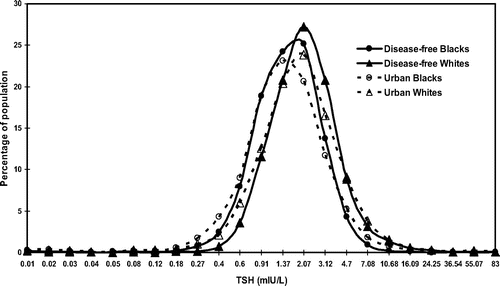 30
25
20
15
10
5
0
Percentage of population
Disease-free Blacks
Disease-free Whites
Urban Blacks
Urban Whites
0.01 0.02 0.03 0.04 0.05 0.08 0.12 0.18 0.27 0.4 0.6 0.91 1.37 2.07 3.12 4.7 7.08 10.68 16.09 24.25 36.54 55.07 83
TSH (mIU/L)